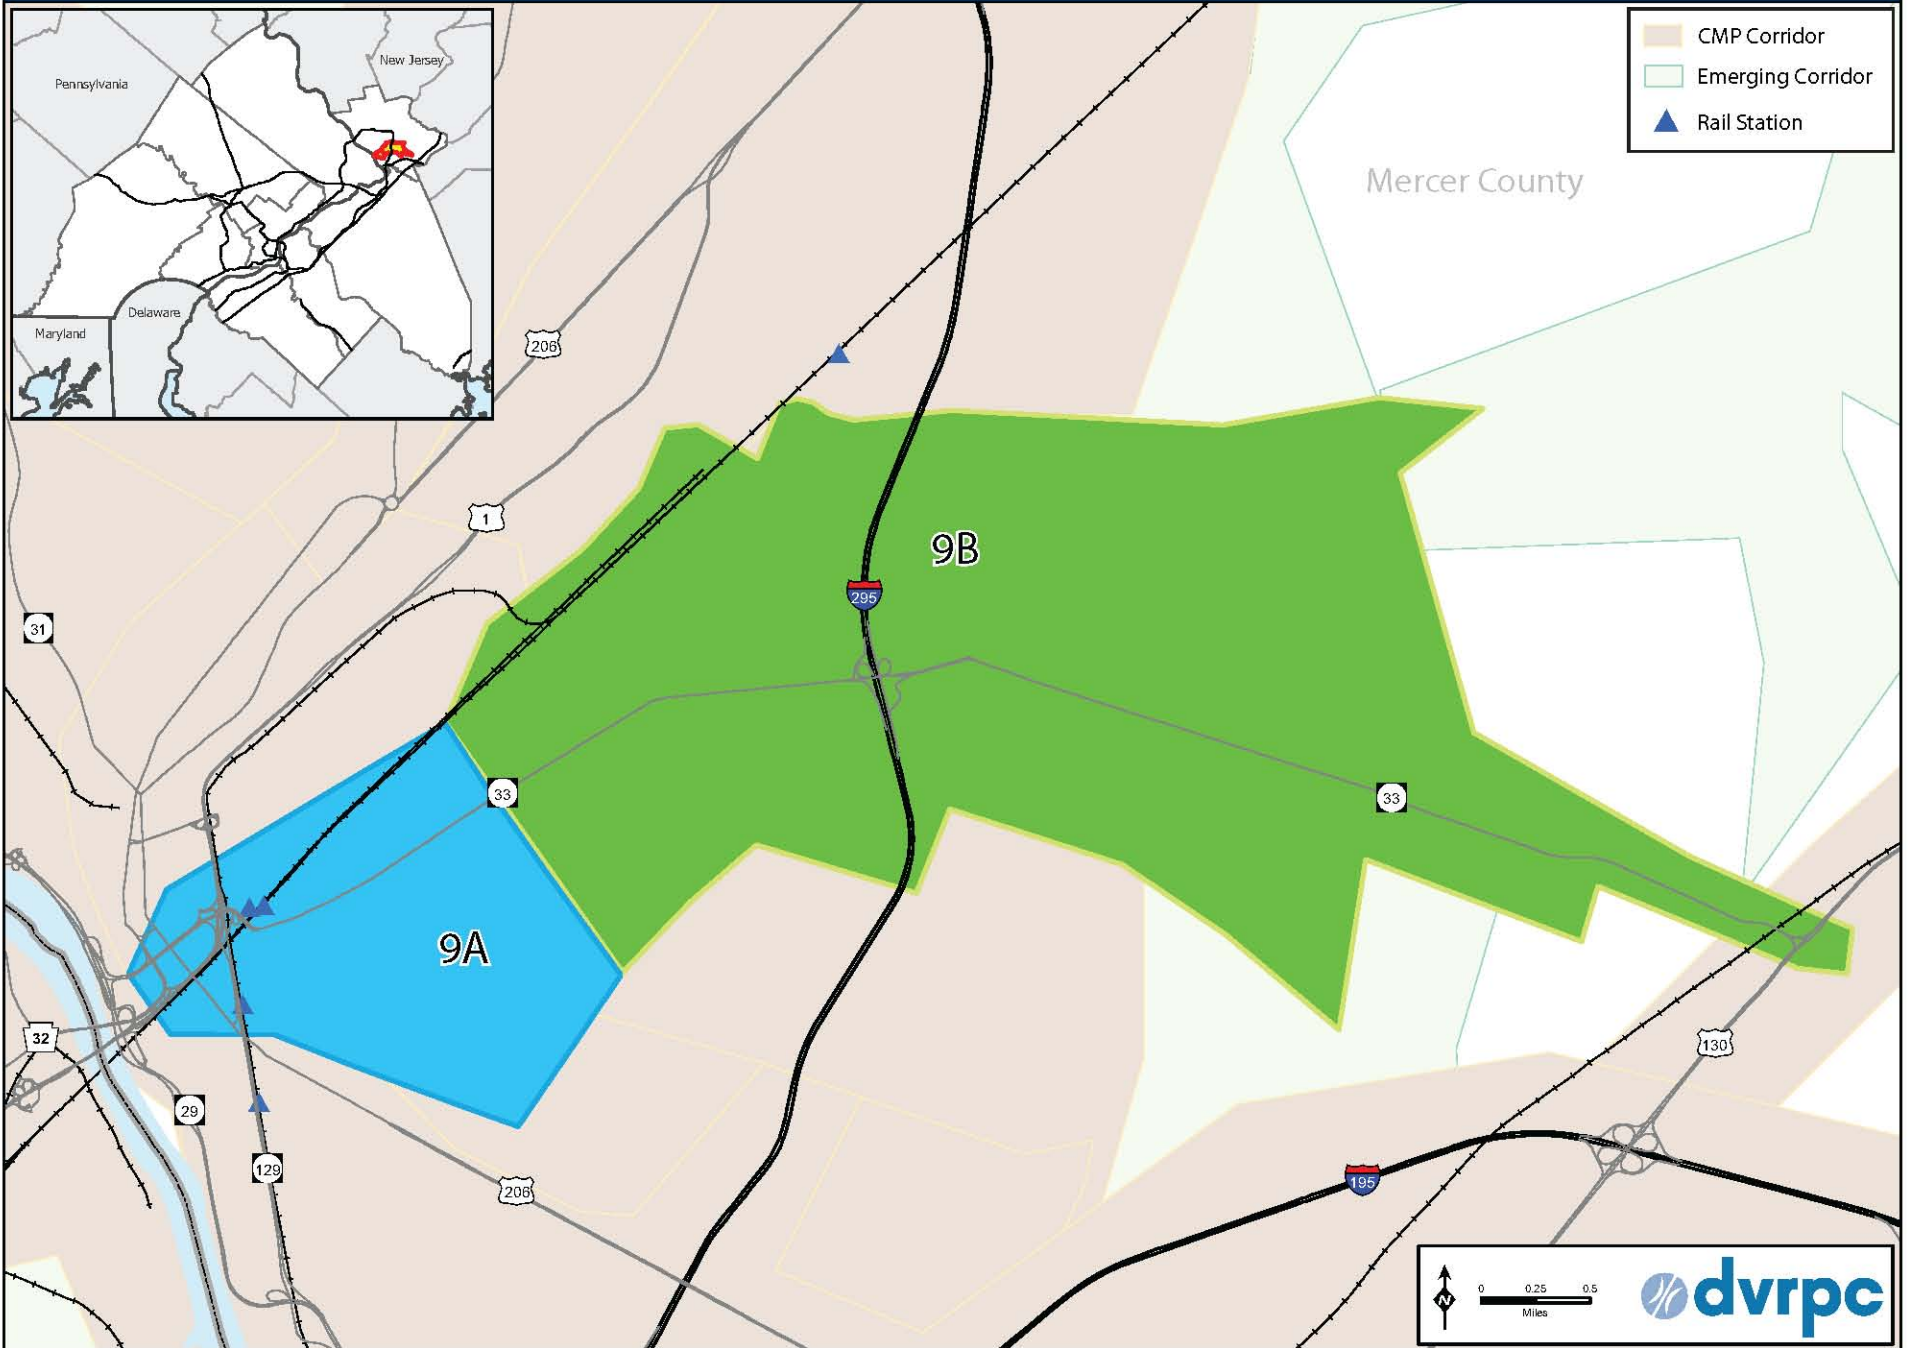 New Jersey
Pennsylvania
Delaware
Maryland
CMP Corridor
Emerging Corridor
Rail Station
Mercer County
206
1
9B
295
31
33
33
9A
32
130
29
129
206
195
N
0 0.25 0.5
Miles
dvrpc